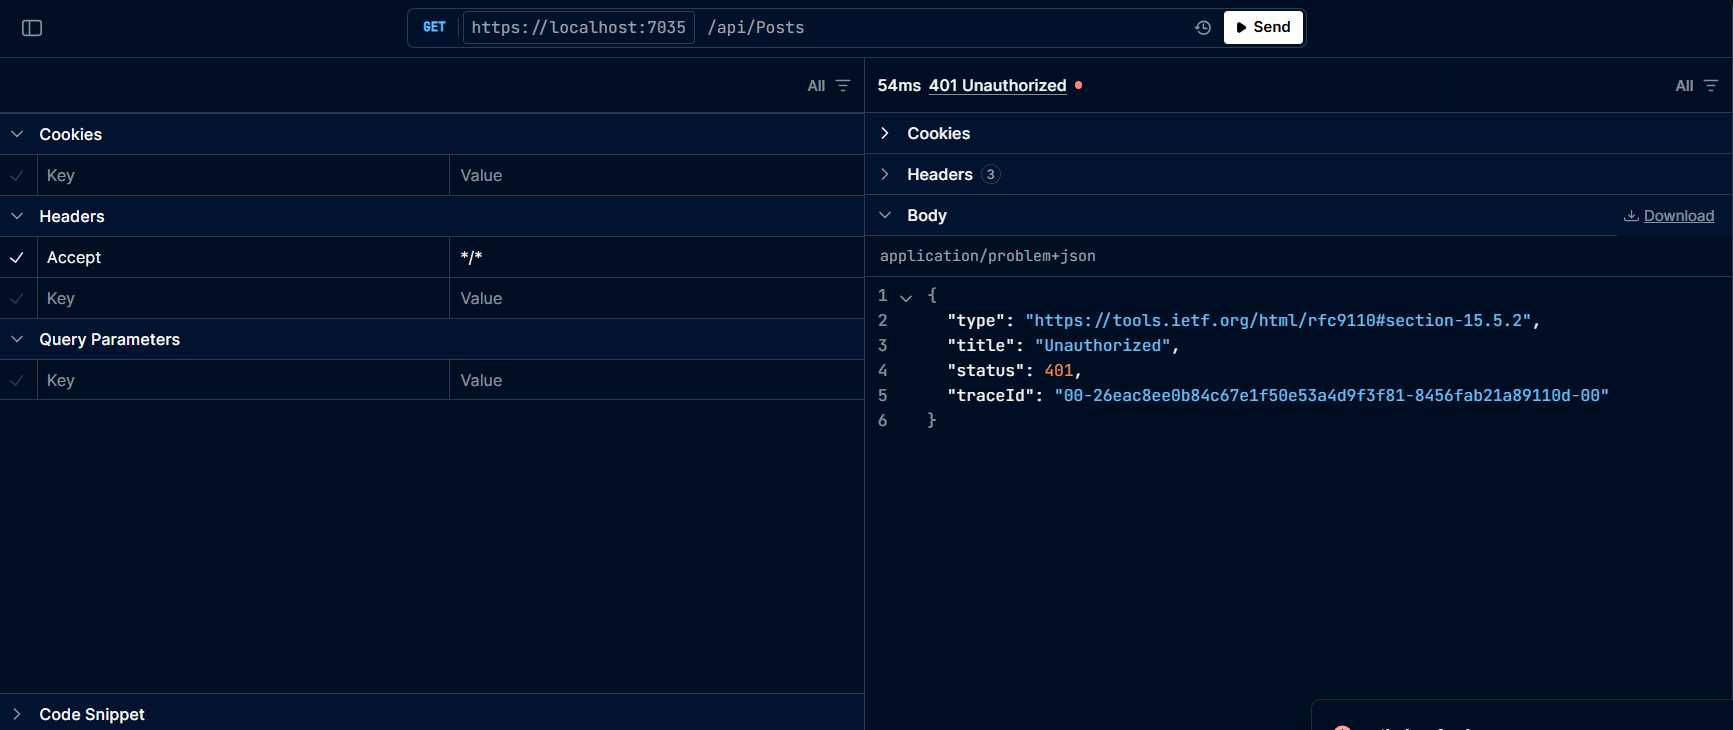 GET https://localhost:7035 /api/Posts Send
All
Cookies
Key Value
Headers
Accept */*
Key Value
Query Parameters
Key Value
Code Snippet
54ms 401 Unauthorized All
Cookies
Headers 3
Body Download
application/problem+json
1 {
2 "type": "https://tools.ietf.org/html/rfc9110#section-15.5.2",
3 "title": "Unauthorized",
4 "status": 401,
5 "traceId": "00-26eac8ee0b84c67e1f50e53a4d9f3f81-8456fab21a89110d-00"
6 }